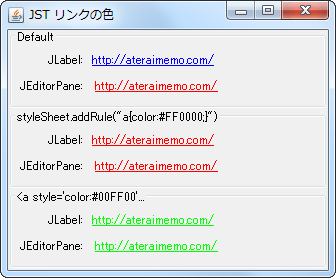 JST リンクの色
Default
JLabel: http://ateraimemo.com/
JEditorPane: http://ateraimemo.com/
styleSheet.addRule("a{color:#FF0000;}")
JLabel: http://ateraimemo.com/
JEditorPane: http://ateraimemo.com/
<a style='color:#00FF00'...
JLabel: http://ateraimemo.com/
JEditorPane: http://ateraimemo.com/